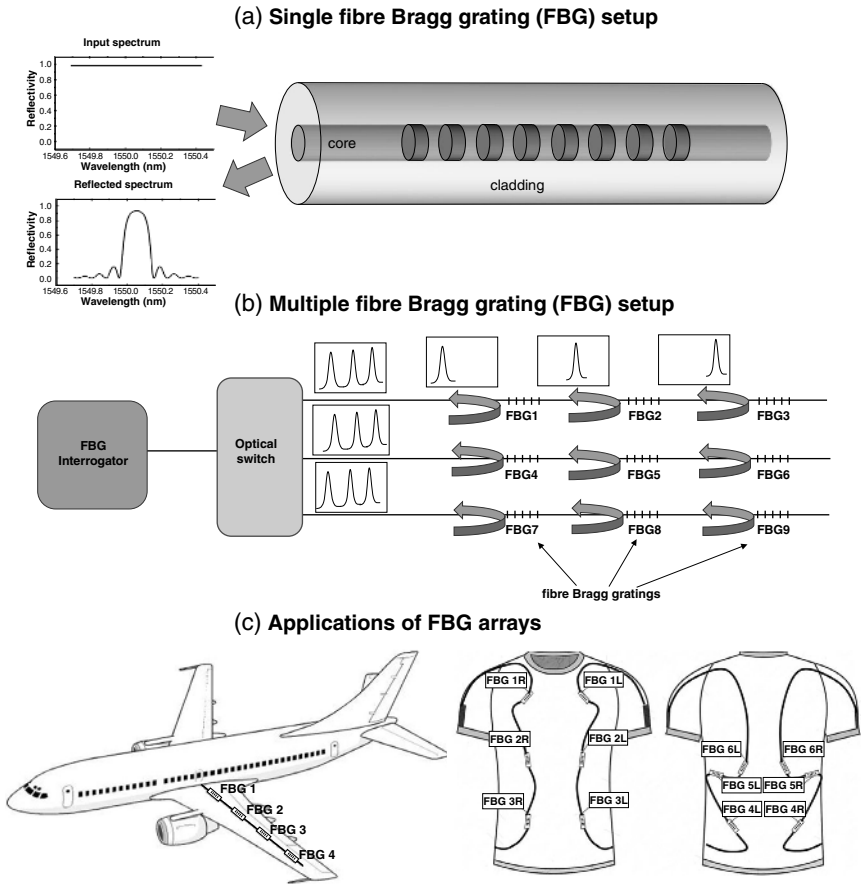 (a) Single fibre Bragg grating (FBG) setup
Input spectrum
Reflectivity
1.0
0.8
0.6
0.4
0.2
0.0
1549.6 1549.8 1550.0 1550.2 1550.4
Wavelength (nm)
Reflected spectrum
Reflectivity
1.0
0.8
0.6
0.4
0.2
0.0
1549.6 1549.8 1550.0 1550.2 1550.4
Wavelength (nm)
core
cladding
(b) Multiple fibre Bragg grating (FBG) setup
FBG
Interrogator
Optical
switch
FBG1 FBG2 FBG3
FBG4 FBG5 FBG6
FBG7 FBG8 FBG9
fibre Bragg gratings
(c) Applications of FBG arrays
FBG 1
FBG 2
FBG 3
FBG 4
FBG 1R FBG 1L
FBG 2R FBG 2L
FBG 3R FBG 3L
FBG 6L FBG 6R
FBG 5L FBG 5R
FBG 4L FBG 4R